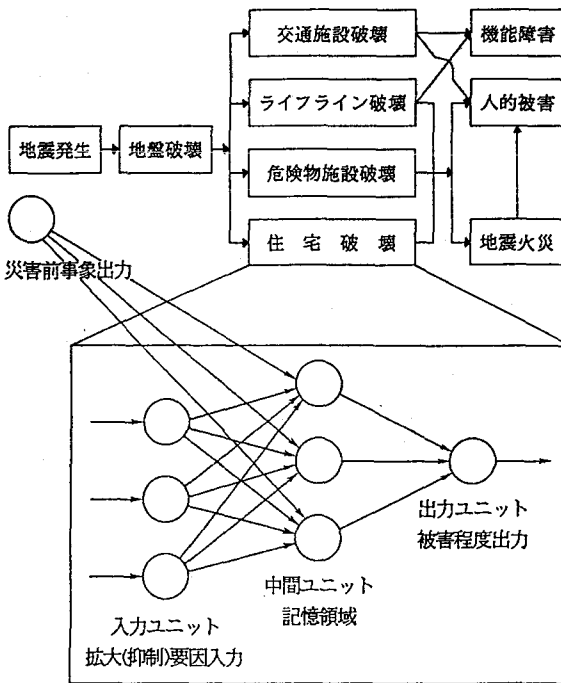 交通施設破壊
機能障害
ライフライン破壊
人的被害
地震発生
地盤破壊
危険物施設破壊
住宅破壊
地震火災
災害前事象出力
出力ユニット
被害程度出力
中間ユニット
記憶領域
入力ユニット
拡大(抑制)要因入力